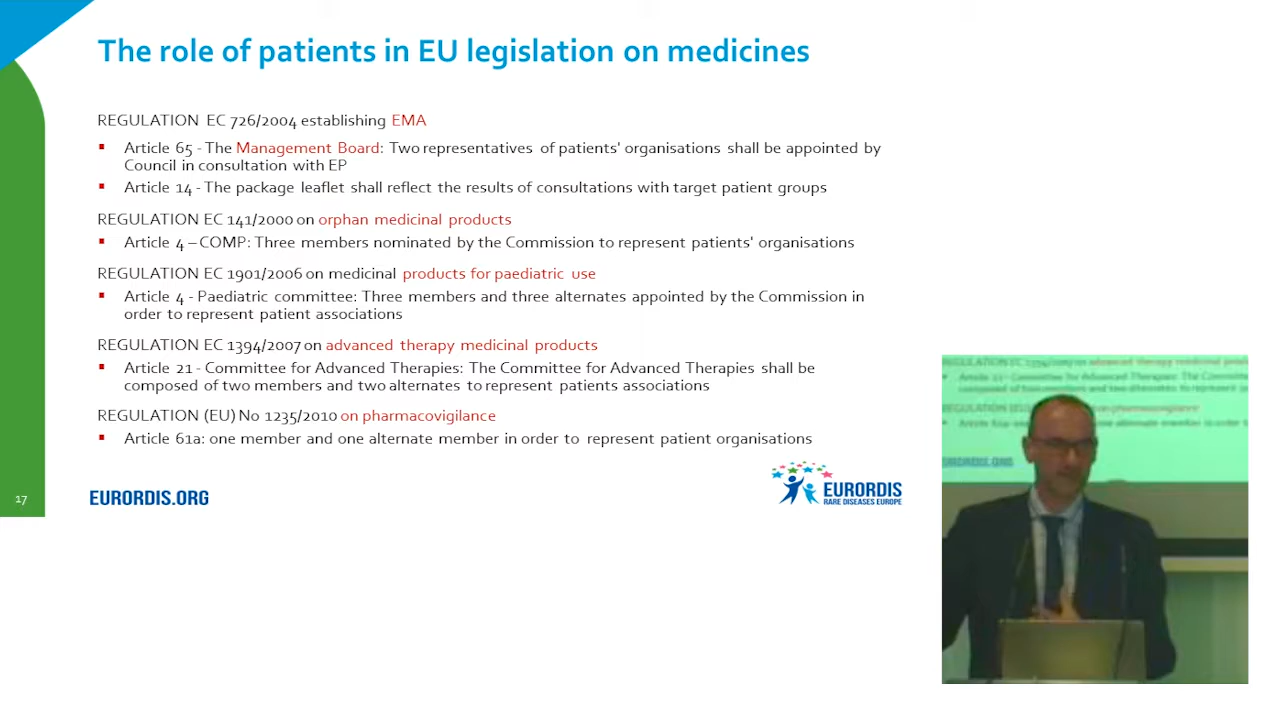 The role of patients in EU legislation on medicines
REGULATION EC 726/2004 establishing EMA
Article 65 - The Management Board: Two representatives of patients' organisations shall be appointed by
Council in consultation with EP
Article 14 - The package leaflet shall reflect the results of consultations with target patient groups
REGULATION EC 141/2000 on orphan medicinal products
Article 4 – COMP: Three members nominated by the Commission to represent patients' organisations
REGULATION EC 1901/2006 on medicinal products for paediatric use
Article 4 - Paediatric committee: Three members and three alternates appointed by the Commission in
order to represent patient associations
REGULATION EC 1394/2007 on advanced therapy medicinal products
Article 21 - Committee for Advanced Therapies: The Committee for Advanced Therapies shall be
composed of two members and two alternates to represent patients associations
REGULATION (EU) No 1235/2010 on pharmacovigilance
Article 61a: one member and one alternate member in order to represent patient organisations
17
EURORDIS.ORG
EURORDIS
RARE DISEASES EUROPE